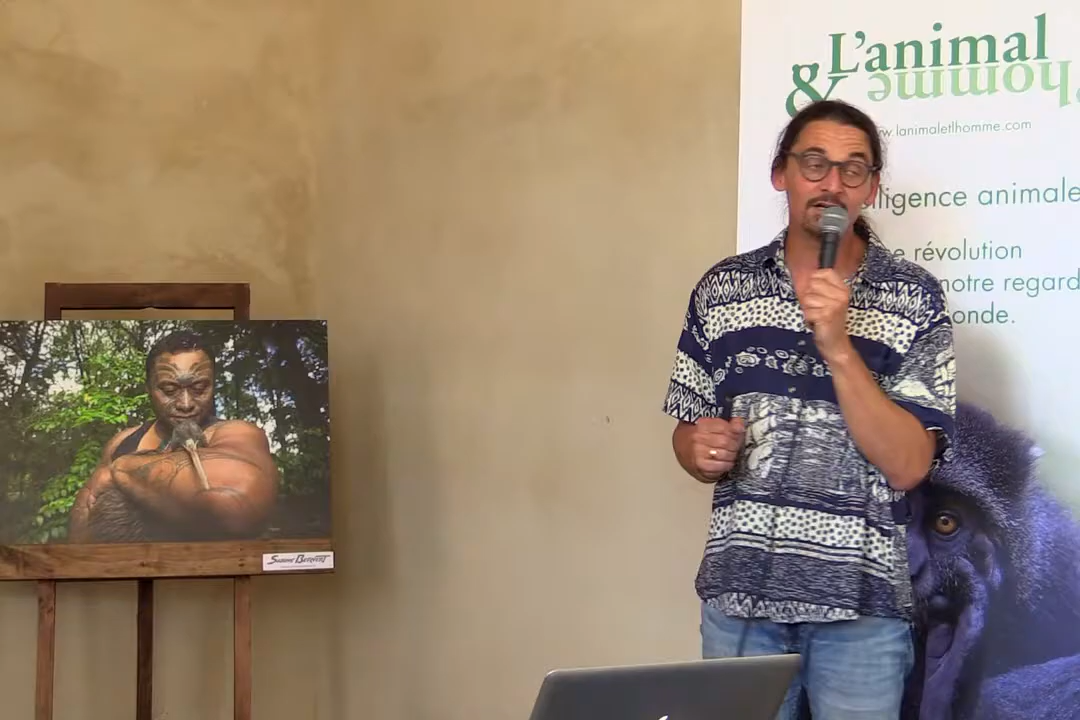 L'animal
& homme
w.lanimaletlhomme.com
lligence animale
e révolution
notre regard
onde.